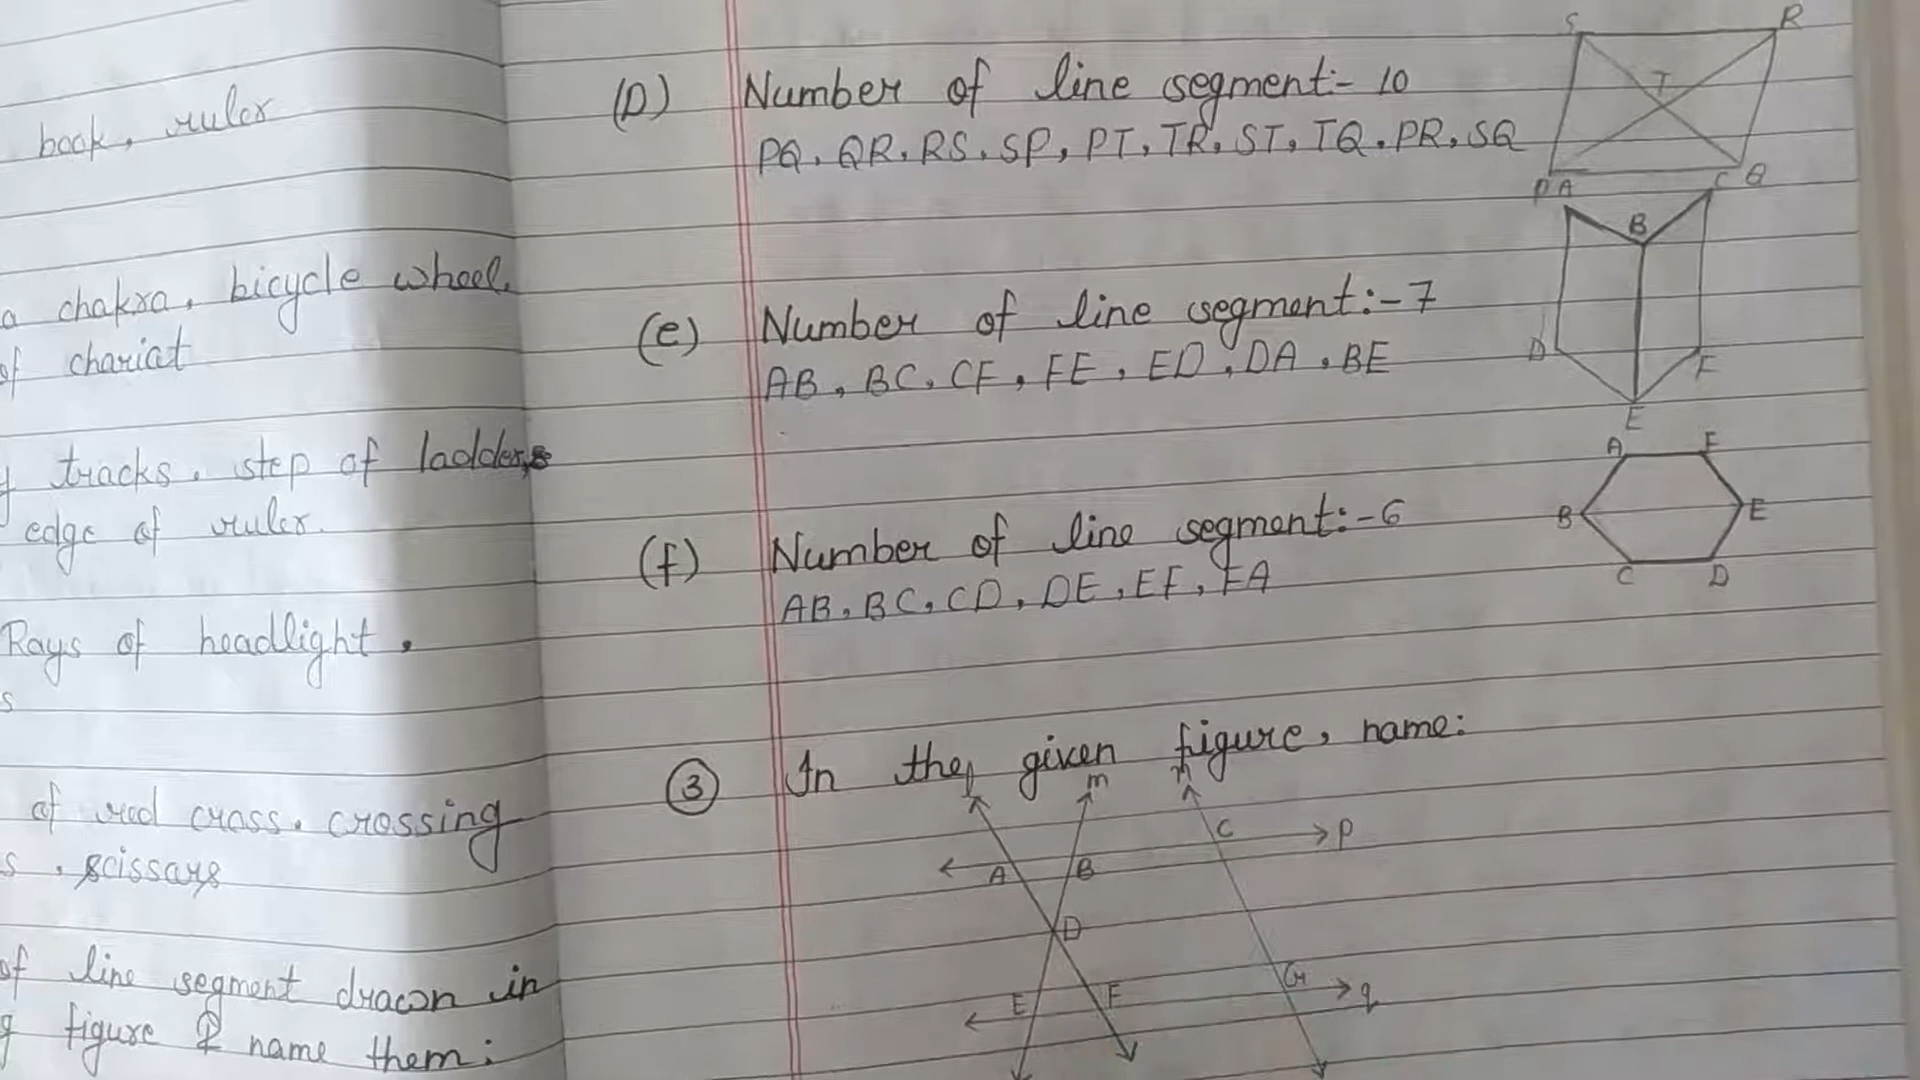 book, ruler
a chakra, bicycle wheel,
of chariot
tracks, step of ladders
edge of ruler.
Rays of headlight,
s
of red cross, crossing
s, scissors
of line segment drawn in
figure & name them:
(D) Number of line segment:- 10
PQ, QR, RS, SP, PT, TR, ST, TQ, PR, SQ
S R
T
P Q
(e) Number of line segment:- 7
AB, BC, CF, FE, ED, DA, BE
A C
B
D F
E
(f) Number of line segment:- 6
AB, BC, CD, DE, EF, FA
A F
B E
C D
③ In the given figure, name:
l m n
A B C p
D
E F G q